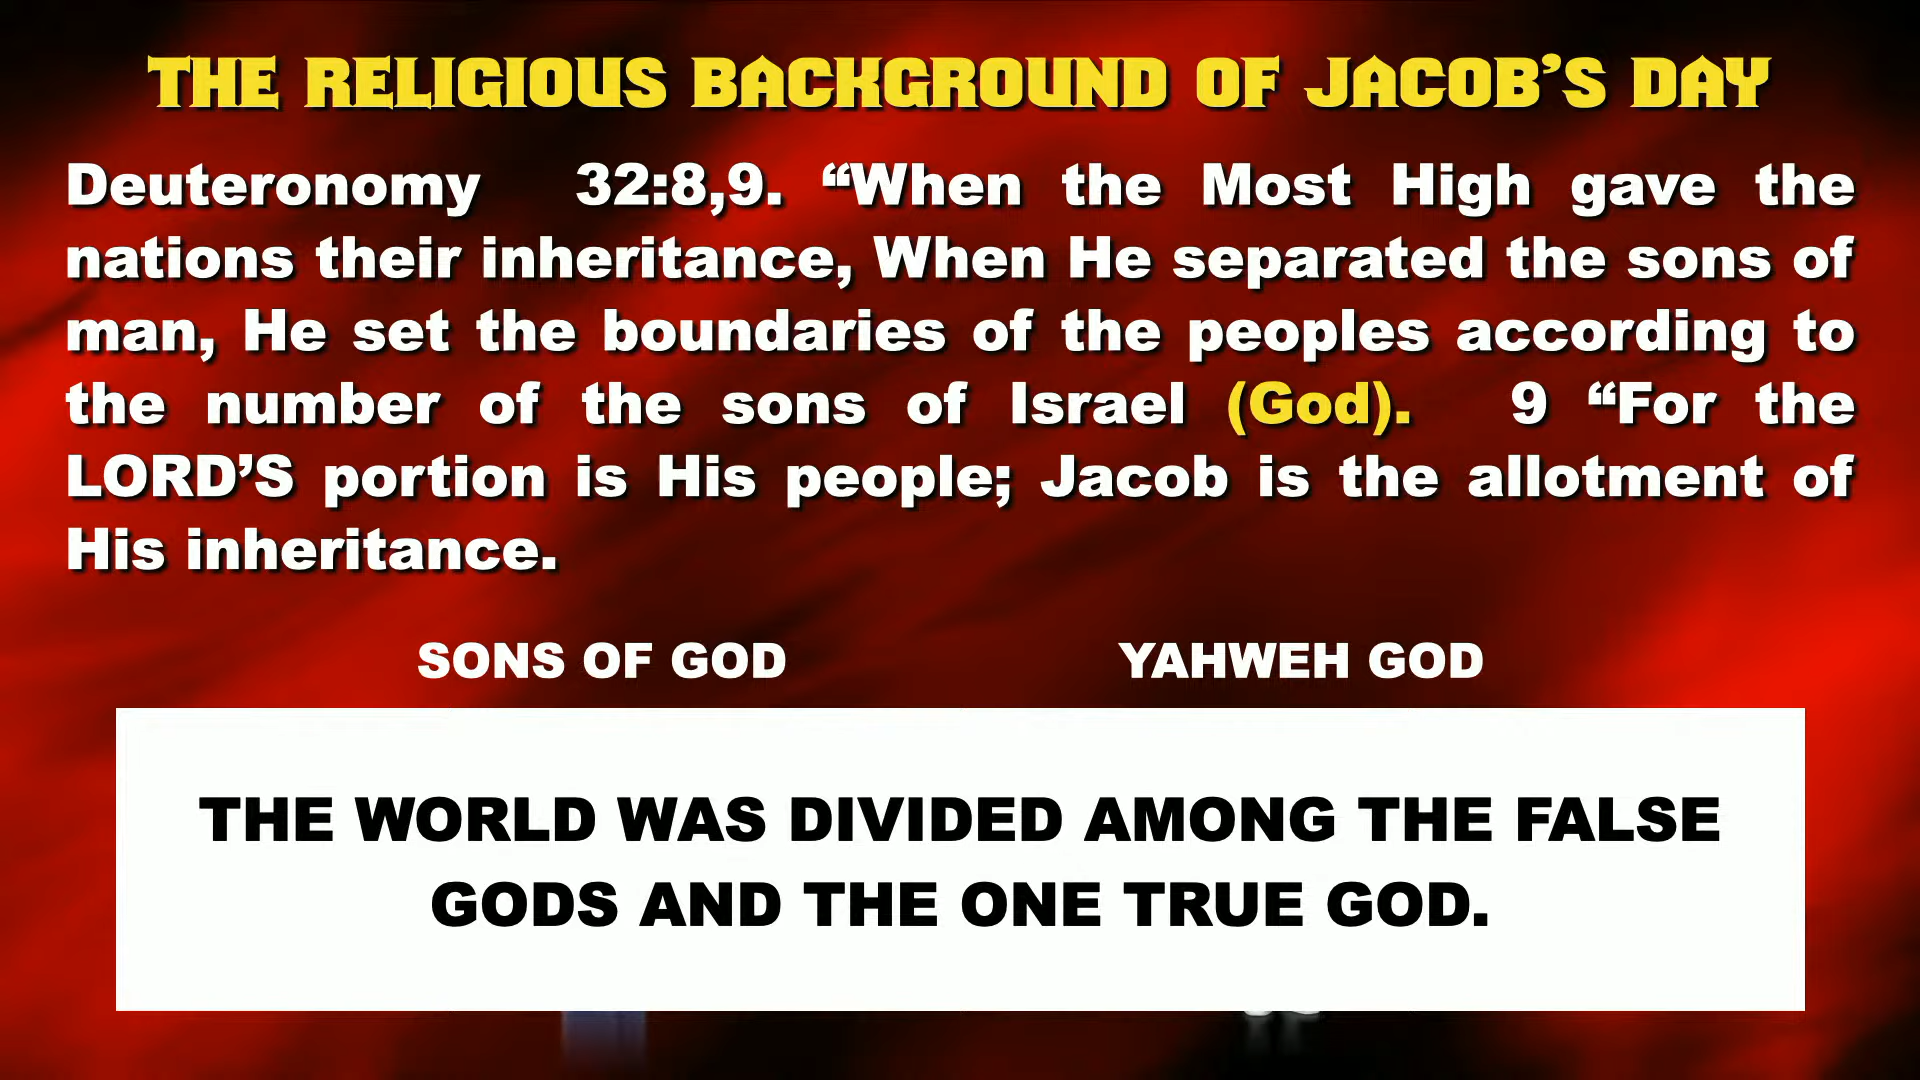 THE RELIGIOUS BACKGROUND OF JACOB’S DAY
Deuteronomy 32:8,9. “When the Most High gave the
nations their inheritance, When He separated the sons of
man, He set the boundaries of the peoples according to
the number of the sons of Israel (God). 9 “For the
LORD’S portion is His people; Jacob is the allotment of
His inheritance.
SONS OF GOD YAHWEH GOD
THE WORLD WAS DIVIDED AMONG THE FALSE
GODS AND THE ONE TRUE GOD.